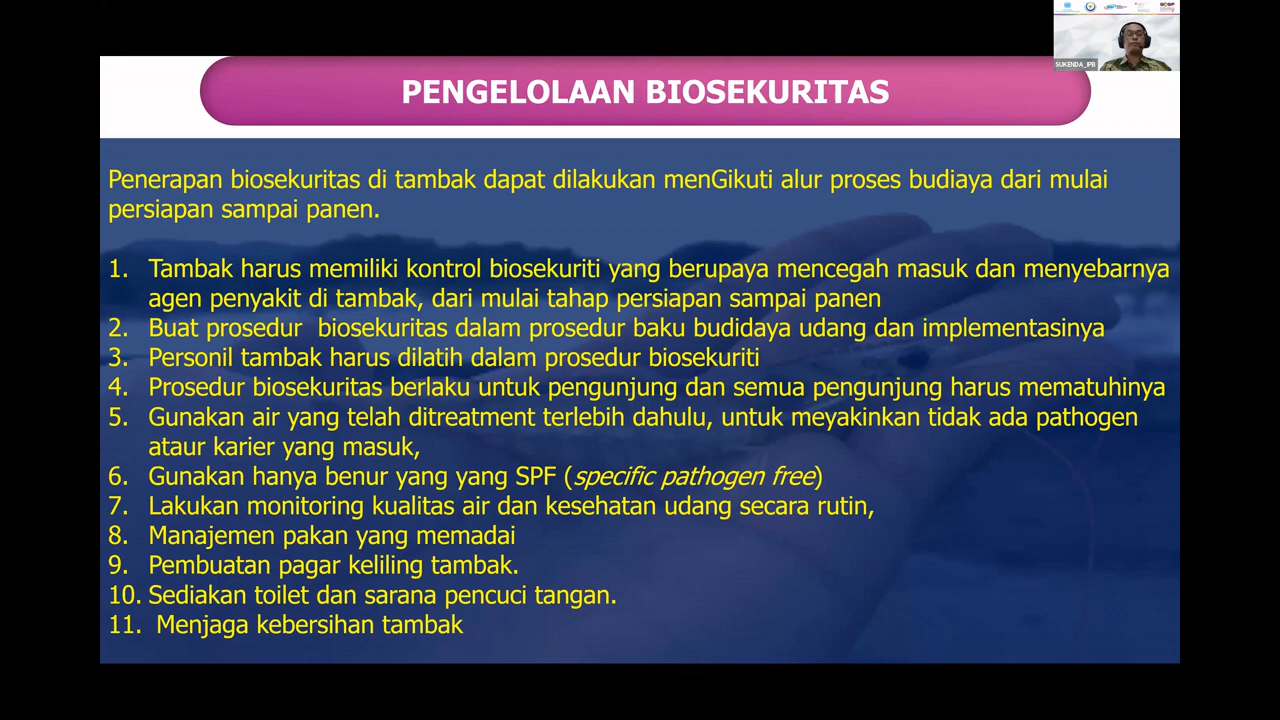 SUKENDA_IPB
PENGELOLAAN BIOSEKURITAS
Penerapan biosekuritas di tambak dapat dilakukan menGikuti alur proses budiaya dari mulai
persiapan sampai panen.
1. Tambak harus memiliki kontrol biosekuriti yang berupaya mencegah masuk dan menyebarnya
agen penyakit di tambak, dari mulai tahap persiapan sampai panen
2. Buat prosedur biosekuritas dalam prosedur baku budidaya udang dan implementasinya
3. Personil tambak harus dilatih dalam prosedur biosekuriti
4. Prosedur biosekuritas berlaku untuk pengunjung dan semua pengunjung harus mematuhinya
5. Gunakan air yang telah ditreatment terlebih dahulu, untuk meyakinkan tidak ada pathogen
ataur karier yang masuk,
6. Gunakan hanya benur yang yang SPF (specific pathogen free)
7. Lakukan monitoring kualitas air dan kesehatan udang secara rutin,
8. Manajemen pakan yang memadai
9. Pembuatan pagar keliling tambak.
10. Sediakan toilet dan sarana pencuci tangan.
11. Menjaga kebersihan tambak